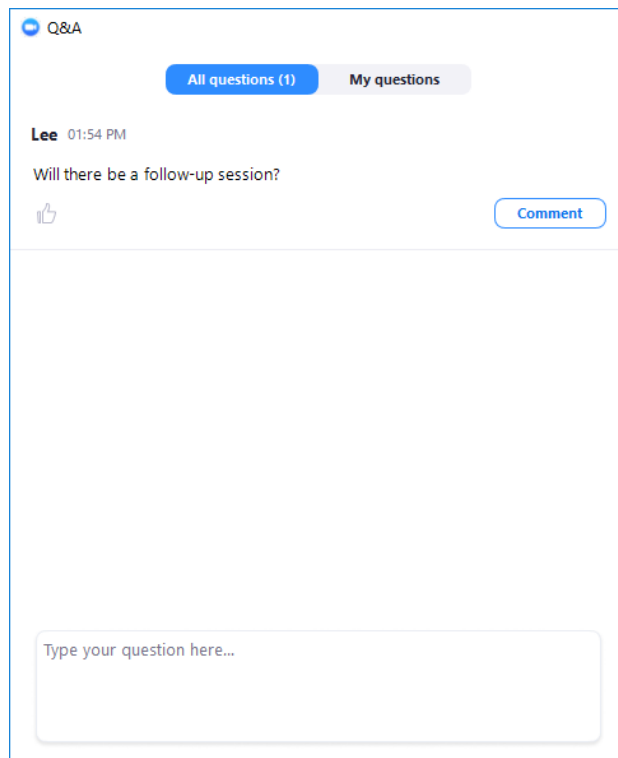 Q&A
All questions (1) My questions
Lee 01:54 PM
Will there be a follow-up session?
Comment
Type your question here...